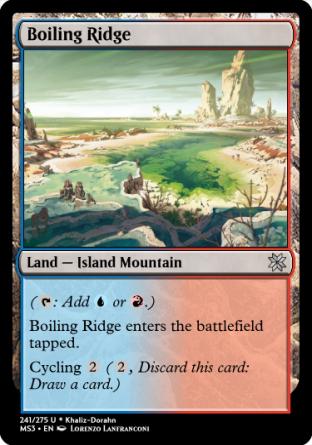 Boiling Ridge
Land — Island Mountain
( : Add  or .)
Boiling Ridge enters the battlefield
tapped.
Cycling 2 ( 2 , Discard this card:
Draw a card.)
241/275 U * Khaliz-Dorahn
MS3 • EN Lorenzo Lanfranconi